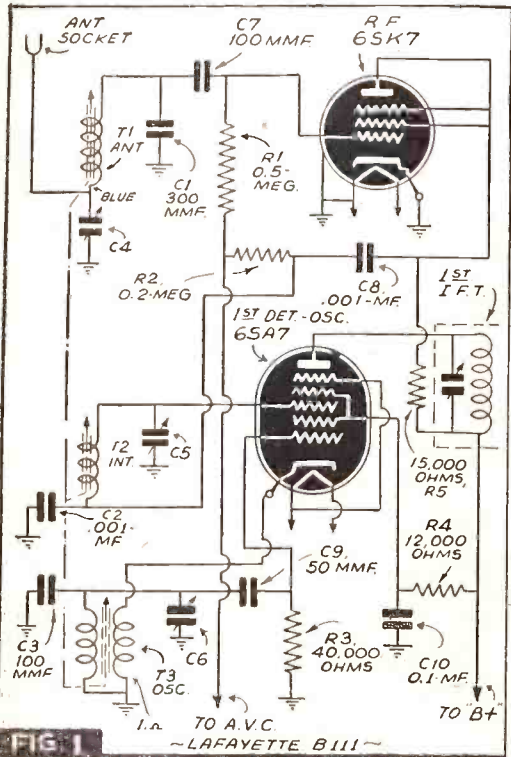 ANT
SOCKET
C7
100 MMF.
R F
6SK7
T1
ANT
BLUE
C4
C1
300
MMF.
R1
0.5-
MEG.
R2
0.2-MEG
C8
.001-MF.
1ST DET.-OSC.
6SA7
1ST
I F.T.
T2
INT.
C5
C2
.001-
MF
15,000
OHMS,
R5
R4
12,000
OHMS
C9
50 MMF.
C3
100
MMF
C6
T3
OSC.
R3
40,000
OHMS
C10
0.1-MF.
1Ω
TO A.V.C.
TO "B+"
FIG 1
~LAFAYETTE B111~